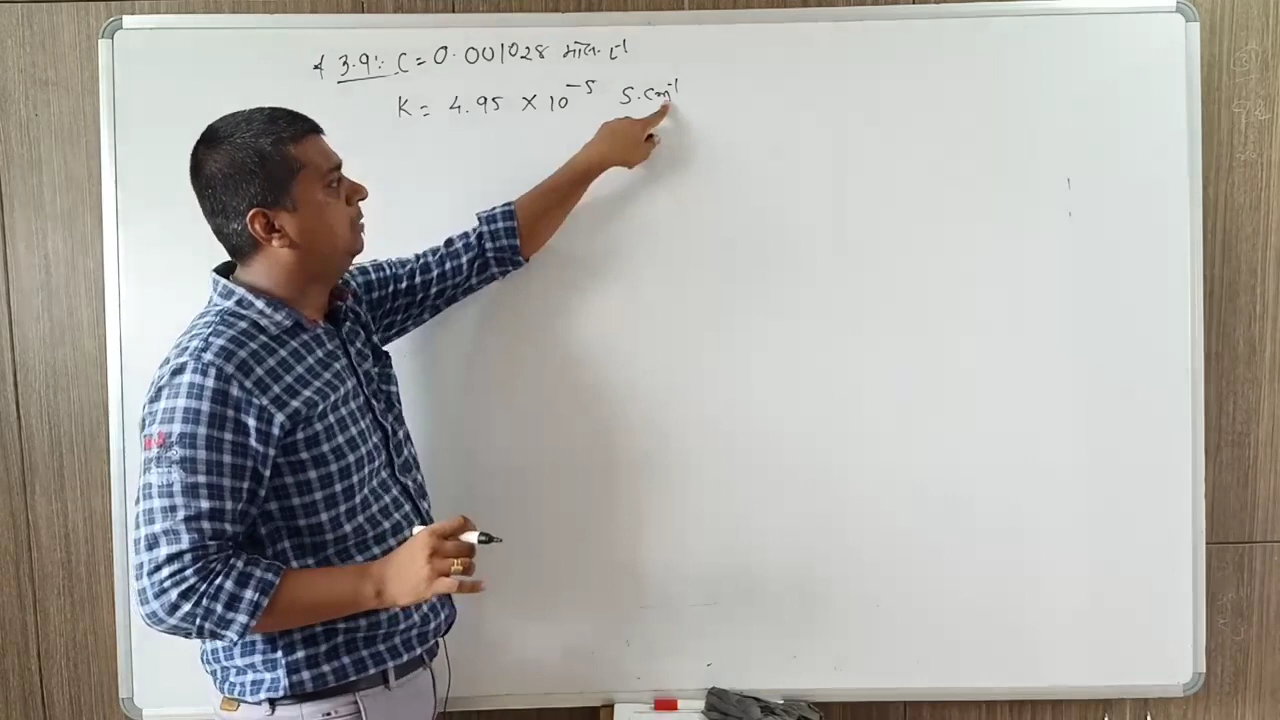 3.9% C = 0.001028 मोल L⁻¹
K = 4.95 × 10⁻⁵ S.cm⁻¹